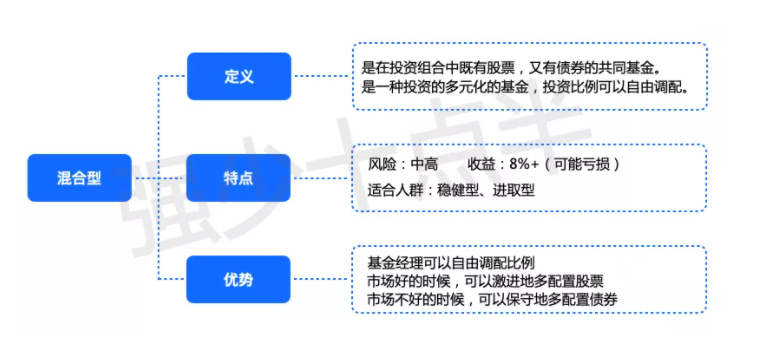 定义
是在投资组合中既有股票，又有债券的共同基金。
是一种投资的多元化的基金，投资比例可以自由调配。
混合型
特点
风险：中高 收益：8%+（可能亏损）
适合人群：稳健型、进取型
优势
基金经理可以自由调配比例
市场好的时候，可以激进地多配置股票
市场不好的时候，可以保守地多配置债券
强少十点半